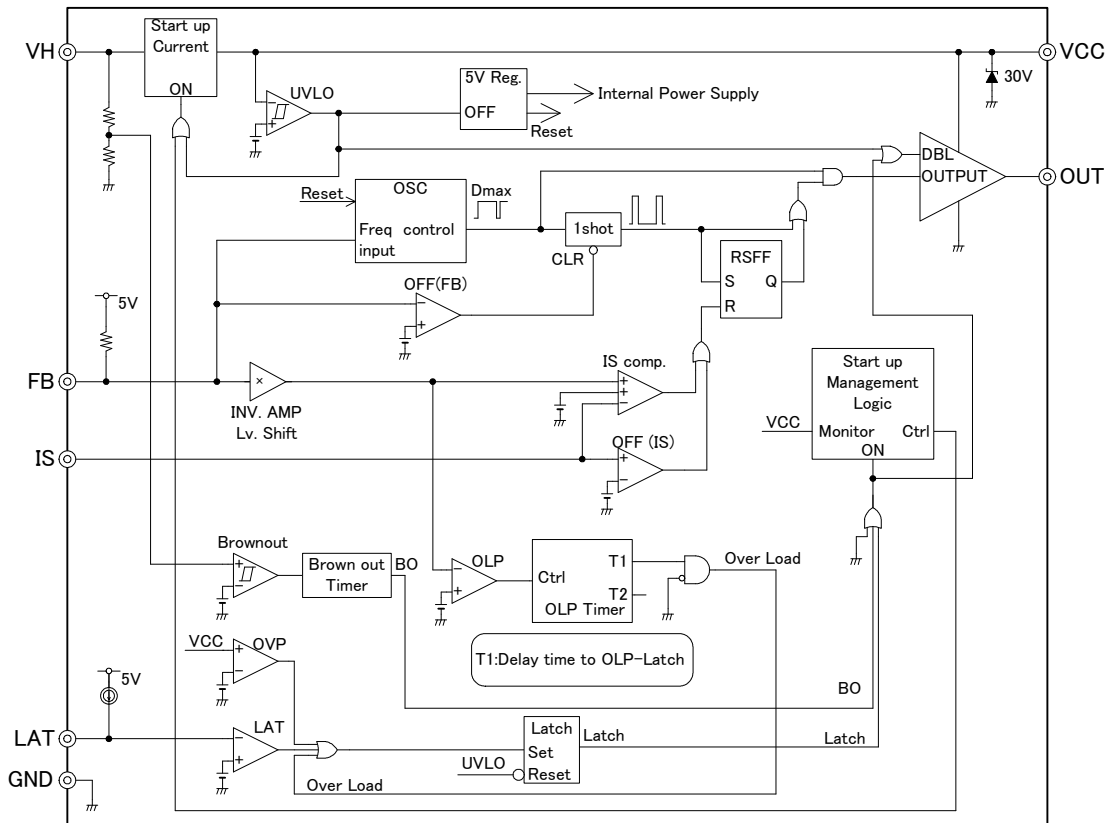 Start up
Current
ON
VH
VCC
30V
UVLO
5V Reg.
OFF
Internal Power Supply
Reset
DBL
OUTPUT
OUT
Reset
OSC
Freq control
input
Dmax
1shot
CLR
RSFF
S
Q
R
5V
OFF(FB)
FB
×
INV. AMP
Lv. Shift
IS comp.
Start up
Management
Logic
VCC
Monitor
Ctrl
ON
IS
OFF (IS)
Brownout
Brown out
Timer
BO
OLP
Ctrl
T1
T2
OLP Timer
Over Load
T1:Delay time to OLP-Latch
VCC
OVP
5V
BO
LAT
LAT
Latch
Set
Reset
UVLO
Latch
Latch
GND
Over Load